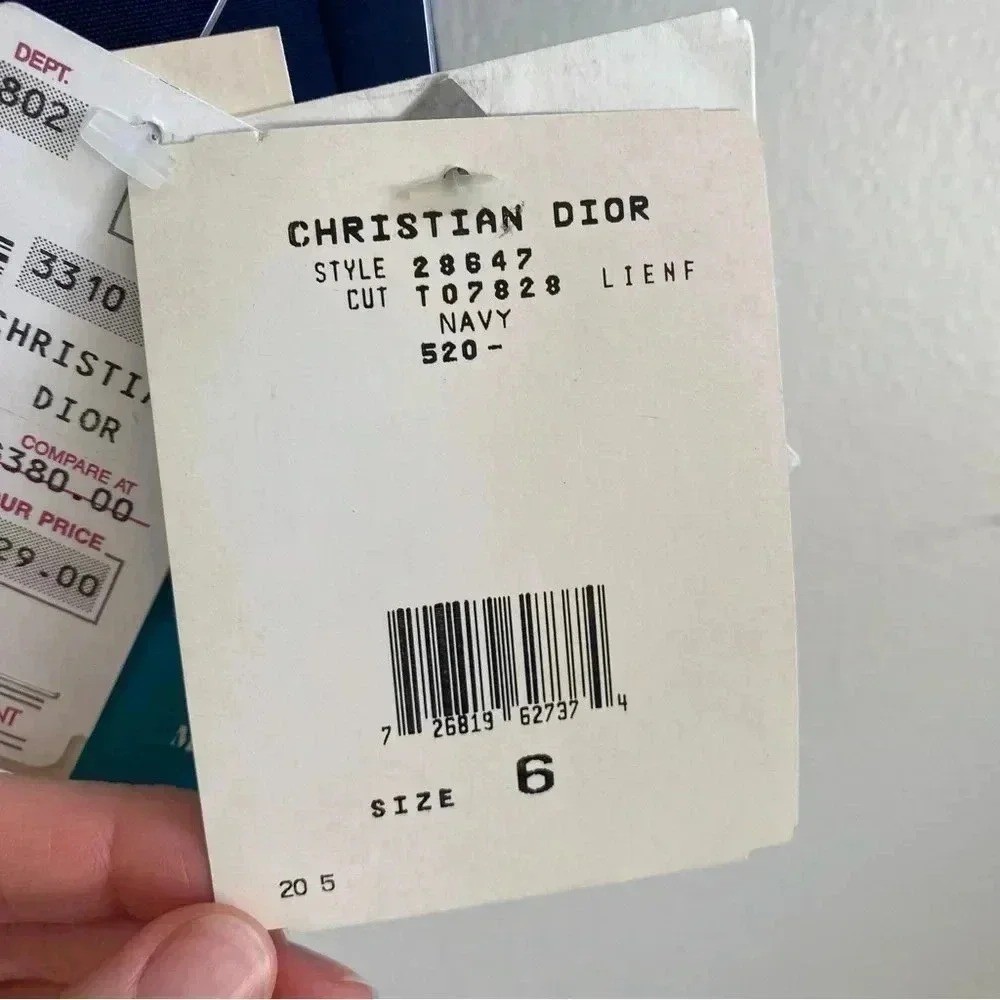 DEPT.
802
3310
CHRISTI
DIOR
COMPARE AT
380.00
UR PRICE
29.00
NT
CHRISTIAN DIOR
STYLE 28647
CUT T07828 LIENF
NAVY
520-
7 26819 62737 4
SIZE 6
20 5